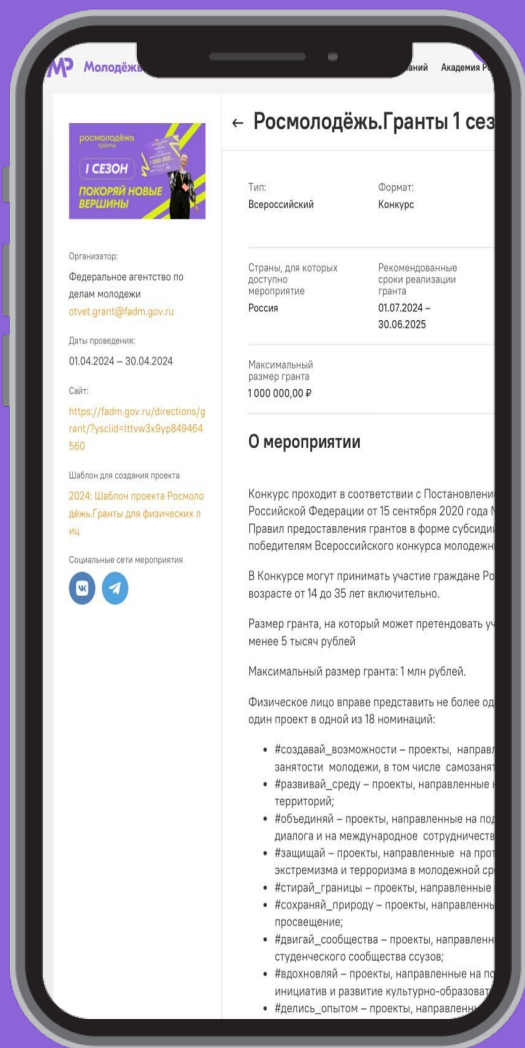 Молодёжь
Академия
росмолодёжь
гранты
I СЕЗОН
ПОКОРЯЙ НОВЫЕ
ВЕРШИНЫ
Организатор:
Федеральное агентство по
делам молодежи
otvet.grant@fadm.gov.ru
Даты проведения:
01.04.2024 – 30.04.2024
Сайт:
https://fadm.gov.ru/directions/g
rant/?ysclid=lttvw3x9yp849464
560
Шаблон для создания проекта
2024: Шаблон проекта Росмоло
дёжь.Гранты для физических л
иц
Социальные сети мероприятия
← Росмолодёжь.Гранты 1 сез
Тип:
Всероссийский
Формат:
Конкурс
Страны, для которых
доступно
мероприятие
Россия
Рекомендованные
сроки реализации
гранта
01.07.2024 –
30.06.2025
Максимальный
размер гранта
1 000 000,00 ₽
О мероприятии
Конкурс проходит в соответствии с Постановлени
Российской Федерации от 15 сентября 2020 года
Правил предоставления грантов в форме субсиди
победителям Всероссийского конкурса молодежн
В Конкурсе могут принимать участие граждане Ро
возрасте от 14 до 35 лет включительно.
Размер гранта, на который может претендовать уч
менее 5 тысяч рублей
Максимальный размер гранта: 1 млн рублей.
Физическое лицо вправе представить не более од
один проект в одной из 18 номинаций:
• #создавай_возможности – проекты, направл
занятости молодежи, в том числе самозанят
• #развивай_среду – проекты, направленные
территорий;
• #объединяй – проекты, направленные на под
диалога и на международное сотрудничеств
• #защищай – проекты, направленные на прот
экстремизма и терроризма в молодежной ср
• #стирай_границы – проекты, направленные
• #сохраняй_природу – проекты, направленны
просвещение;
• #двигай_сообщества – проекты, направленн
студенческого сообщества ссузов;
• #вдохновляй – проекты, направленные на по
инициатив и развитие культурно-образоват
• #делись_опытом – проекты, направленн